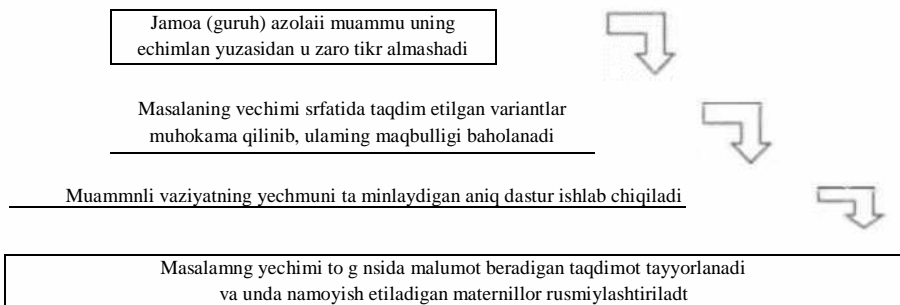 Jamoa (guruh) azolaii muammu uning
echimlan yuzasidan u zaro tikr almashadi
Masalaning vechimi srfatida taqdim etilgan variantlar
muhokama qilinib, ulaming maqbulligi baholanadi
Muammnli vaziyatning yechmuni ta minlaydigan aniq dastur ishlab chiqiladi
Masalamng yechimi to g nsida malumot beradigan taqdimot tayyorlanadi
va unda namoyish etiladigan maternillor rusmiylashtiriladt